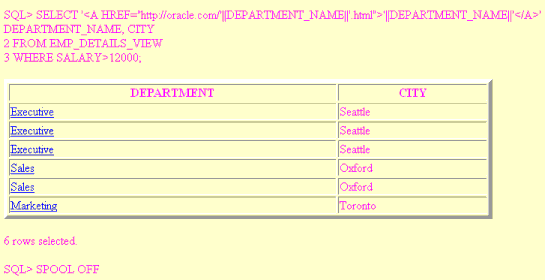 SQL> SELECT '<A HREF="http://oracle.com/'||DEPARTMENT_NAME||'.html">'||DEPARTMENT_NAME||'</A>'
DEPARTMENT_NAME, CITY
2 FROM EMP_DETAILS_VIEW
3 WHERE SALARY>12000;
DEPARTMENT CITY
Executive Seattle
Executive Seattle
Executive Seattle
Sales Oxford
Sales Oxford
Marketing Toronto
6 rows selected.
SQL> SPOOL OFF